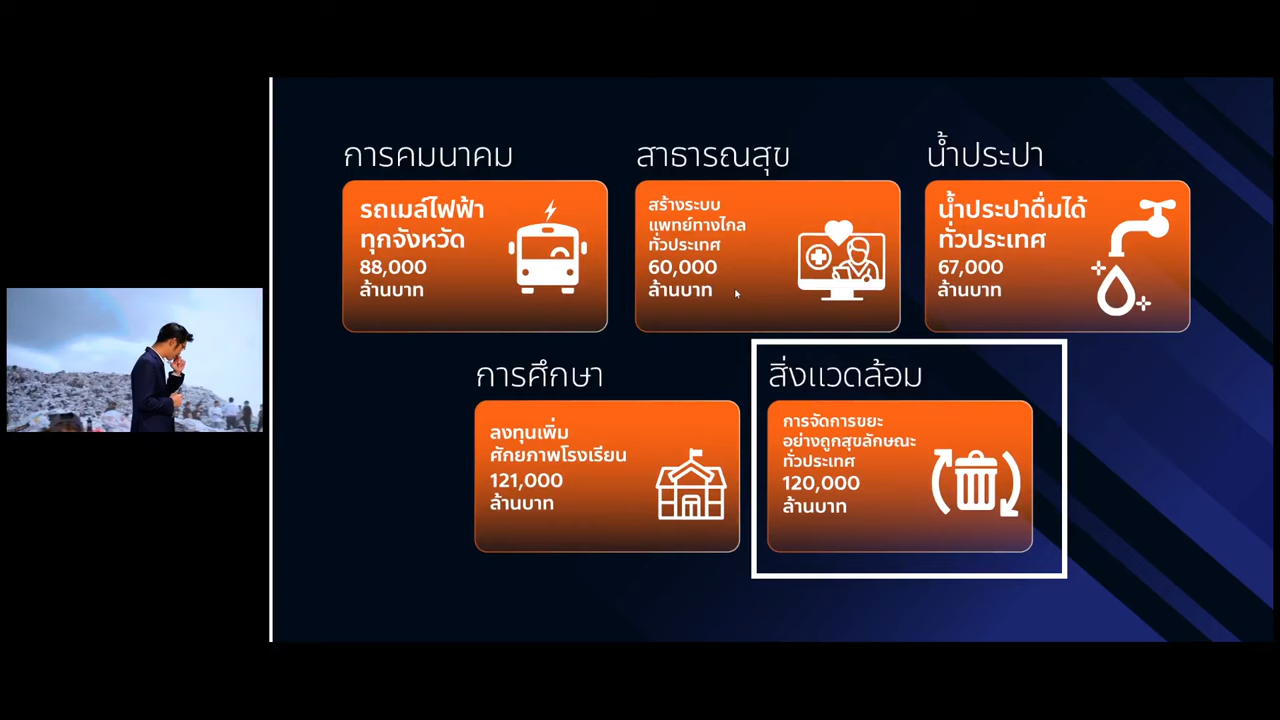 การคมนาคม
รถเมล์ไฟฟ้า
ทุกจังหวัด
88,000
ล้านบาท
สาธารณสุข
สร้างระบบ
แพทย์ทางไกล
ทั่วประเทศ
60,000
ล้านบาท
น้ำประปา
น้ำประปาดื่มได้
ทั่วประเทศ
67,000
ล้านบาท
การศึกษา
ลงทุนเพิ่ม
ศักยภาพโรงเรียน
121,000
ล้านบาท
สิ่งแวดล้อม
การจัดการขยะ
อย่างถูกสุขลักษณะ
ทั่วประเทศ
120,000
ล้านบาท